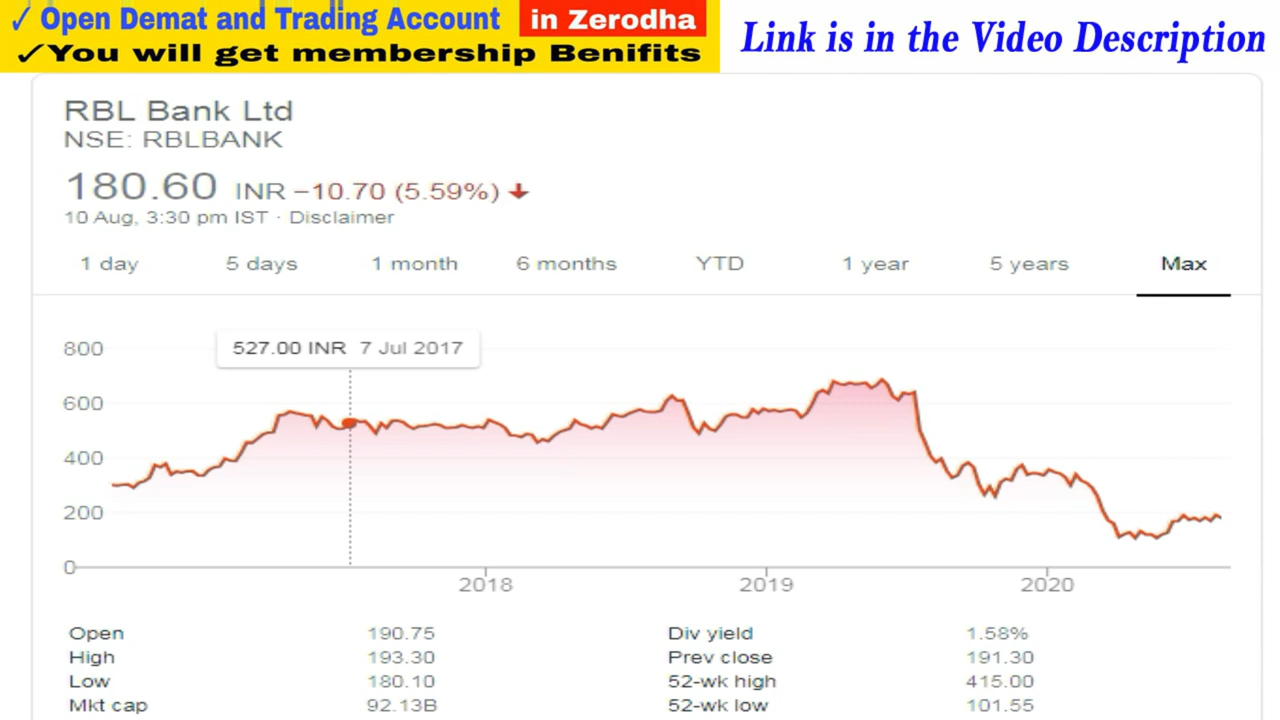 ✓ Open Demat and Trading Account in Zerodha
✓You will get membership Benifits
Link is in the Video Description
RBL Bank Ltd
NSE: RBLBANK
180.60 INR −10.70 (5.59%) ↓
10 Aug, 3:30 pm IST · Disclaimer
1 day 5 days 1 month 6 months YTD 1 year 5 years Max
527.00 INR 7 Jul 2017
800
600
400
200
0
2018 2019 2020
Open 190.75 Div yield 1.58%
High 193.30 Prev close 191.30
Low 180.10 52-wk high 415.00
Mkt cap 92.13B 52-wk low 101.55